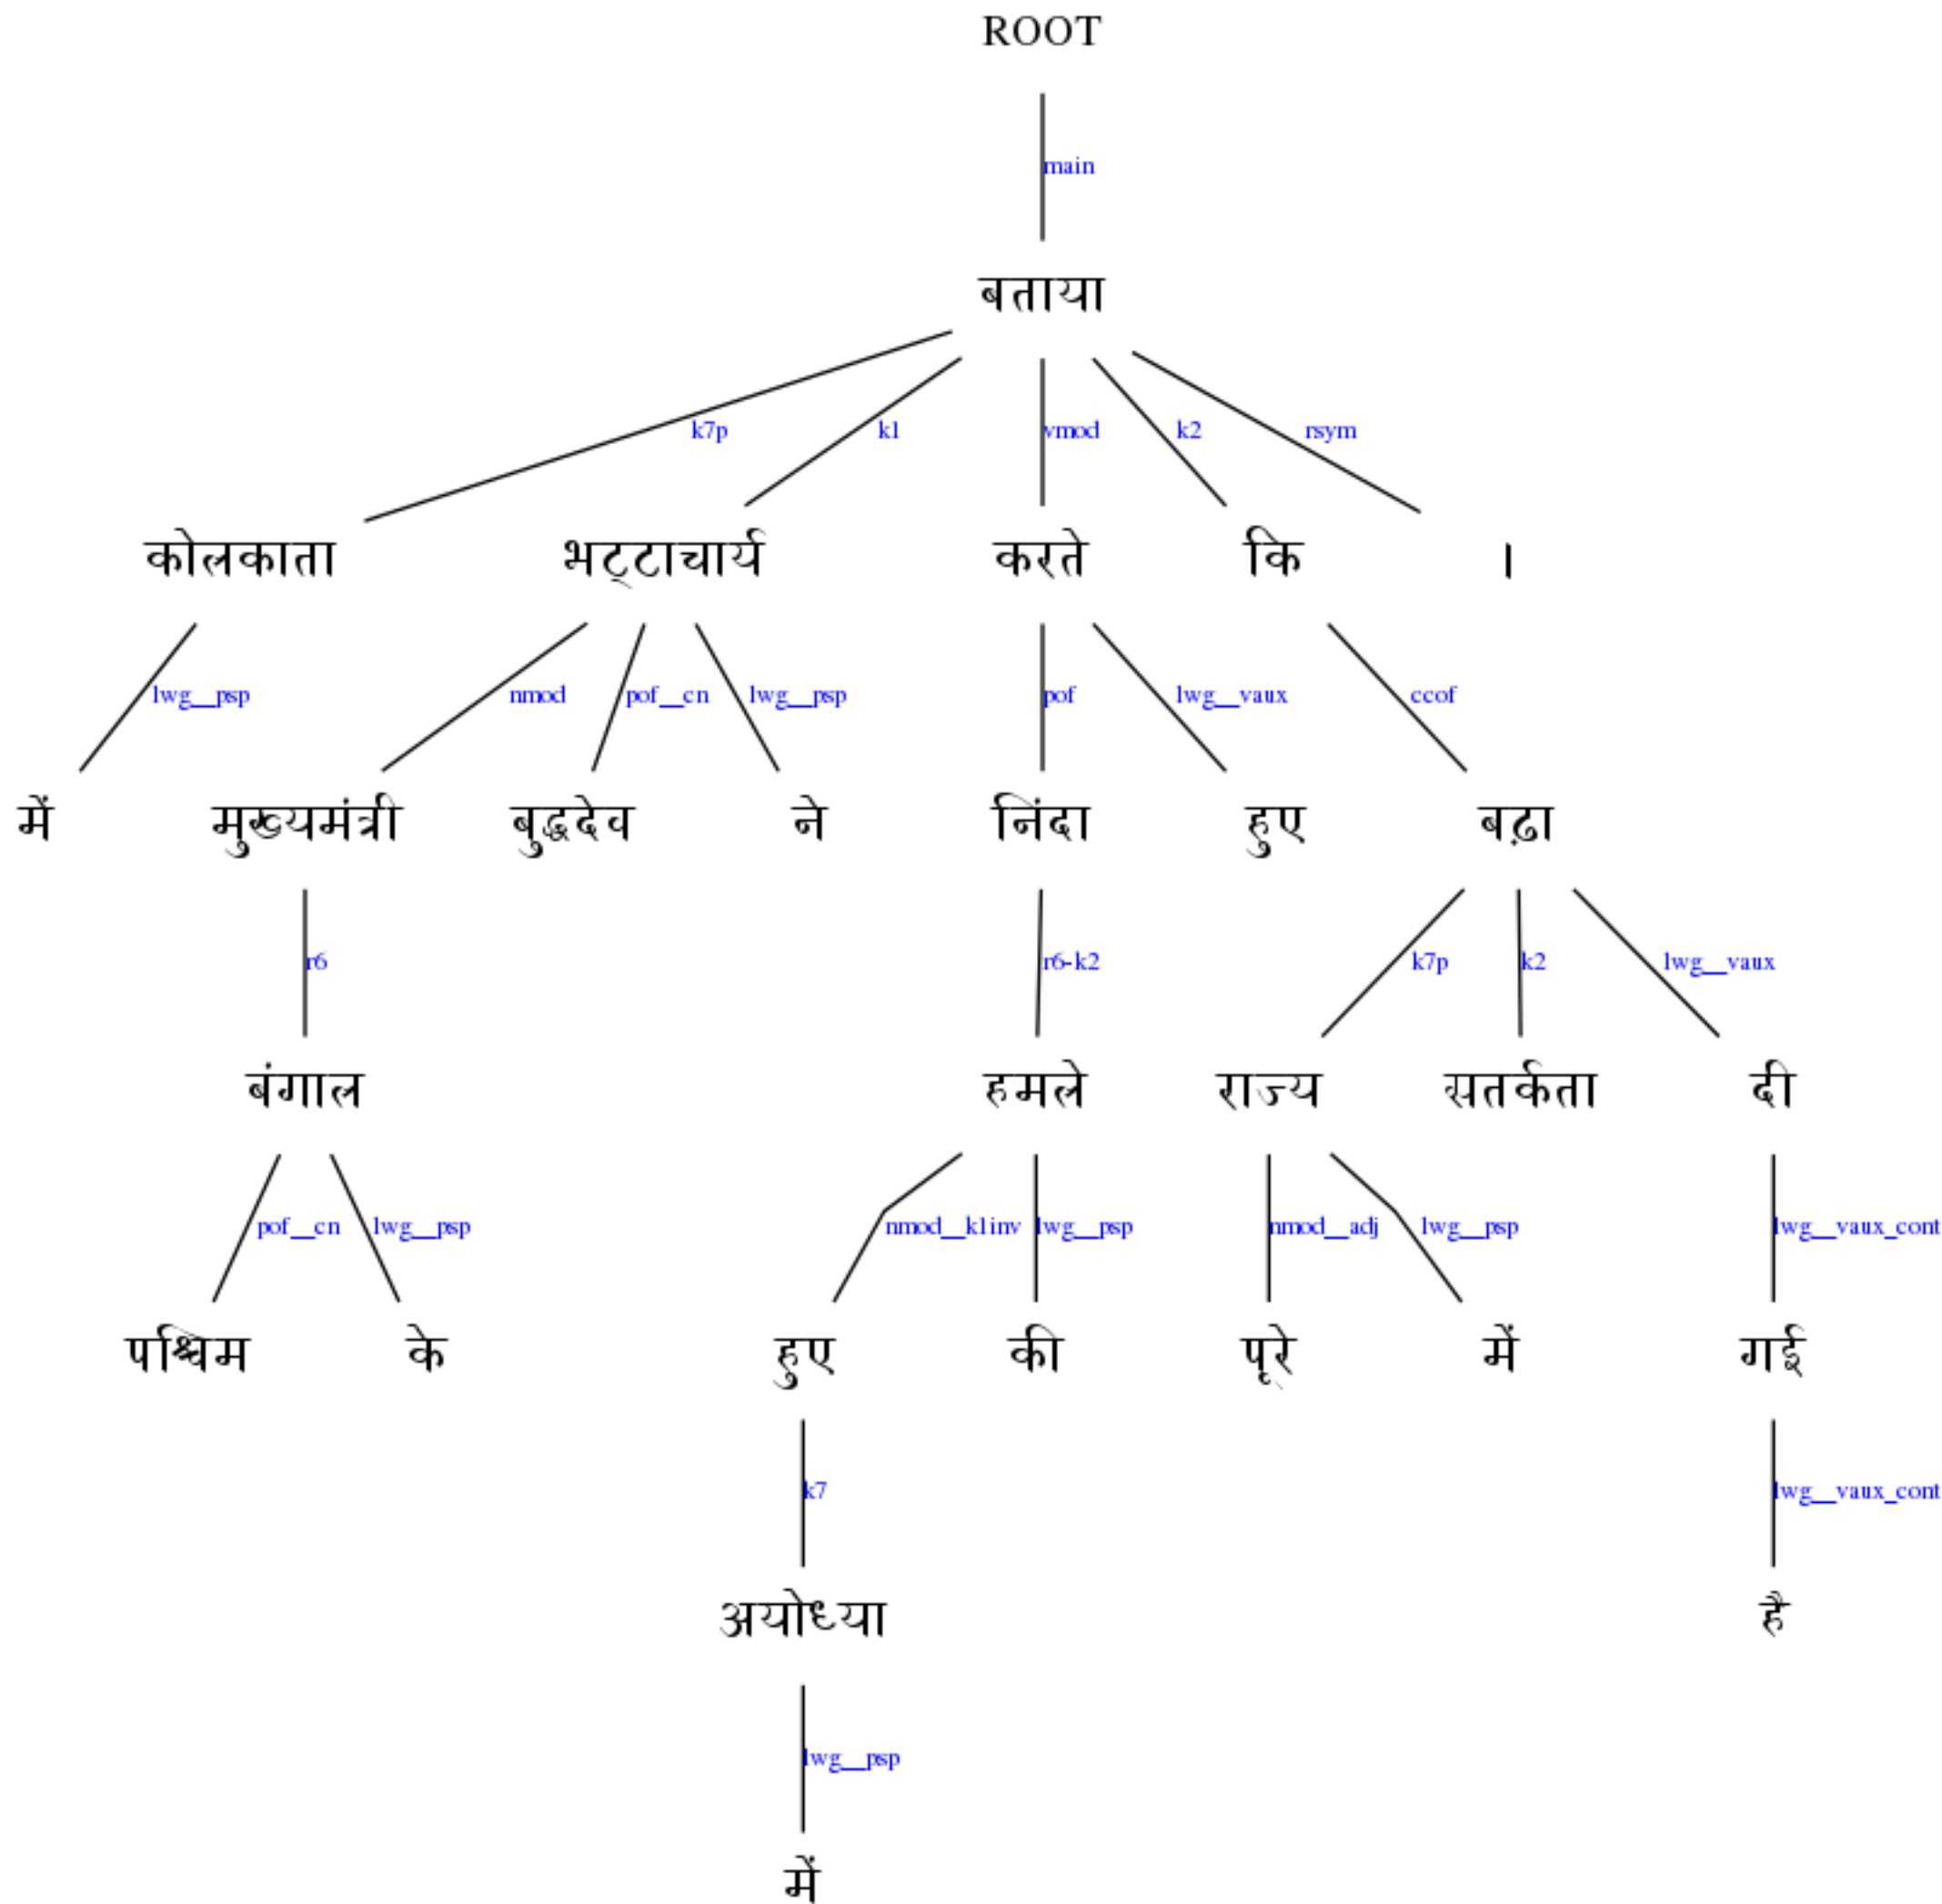 ROOT
main
बताया
k7p k1 vmod k2 rsym
कोलकाता भट्टाचार्य करते कि ।
lwg__psp nmod pof__cn lwg__psp pof lwg__vaux ccof
में मुख्यमंत्री बुद्धदेव ने निंदा हुए बढ़ा
r6 r6-k2 k7p k2 lwg__vaux
बंगाल हमले राज्य सतर्कता दी
pof__cn lwg__psp nmod__k1inv lwg__psp nmod__adj lwg__psp lwg__vaux_cont
पश्चिम के हुए की पूरे में गई
k7 lwg__vaux_cont
अयोध्या है
lwg__psp
में